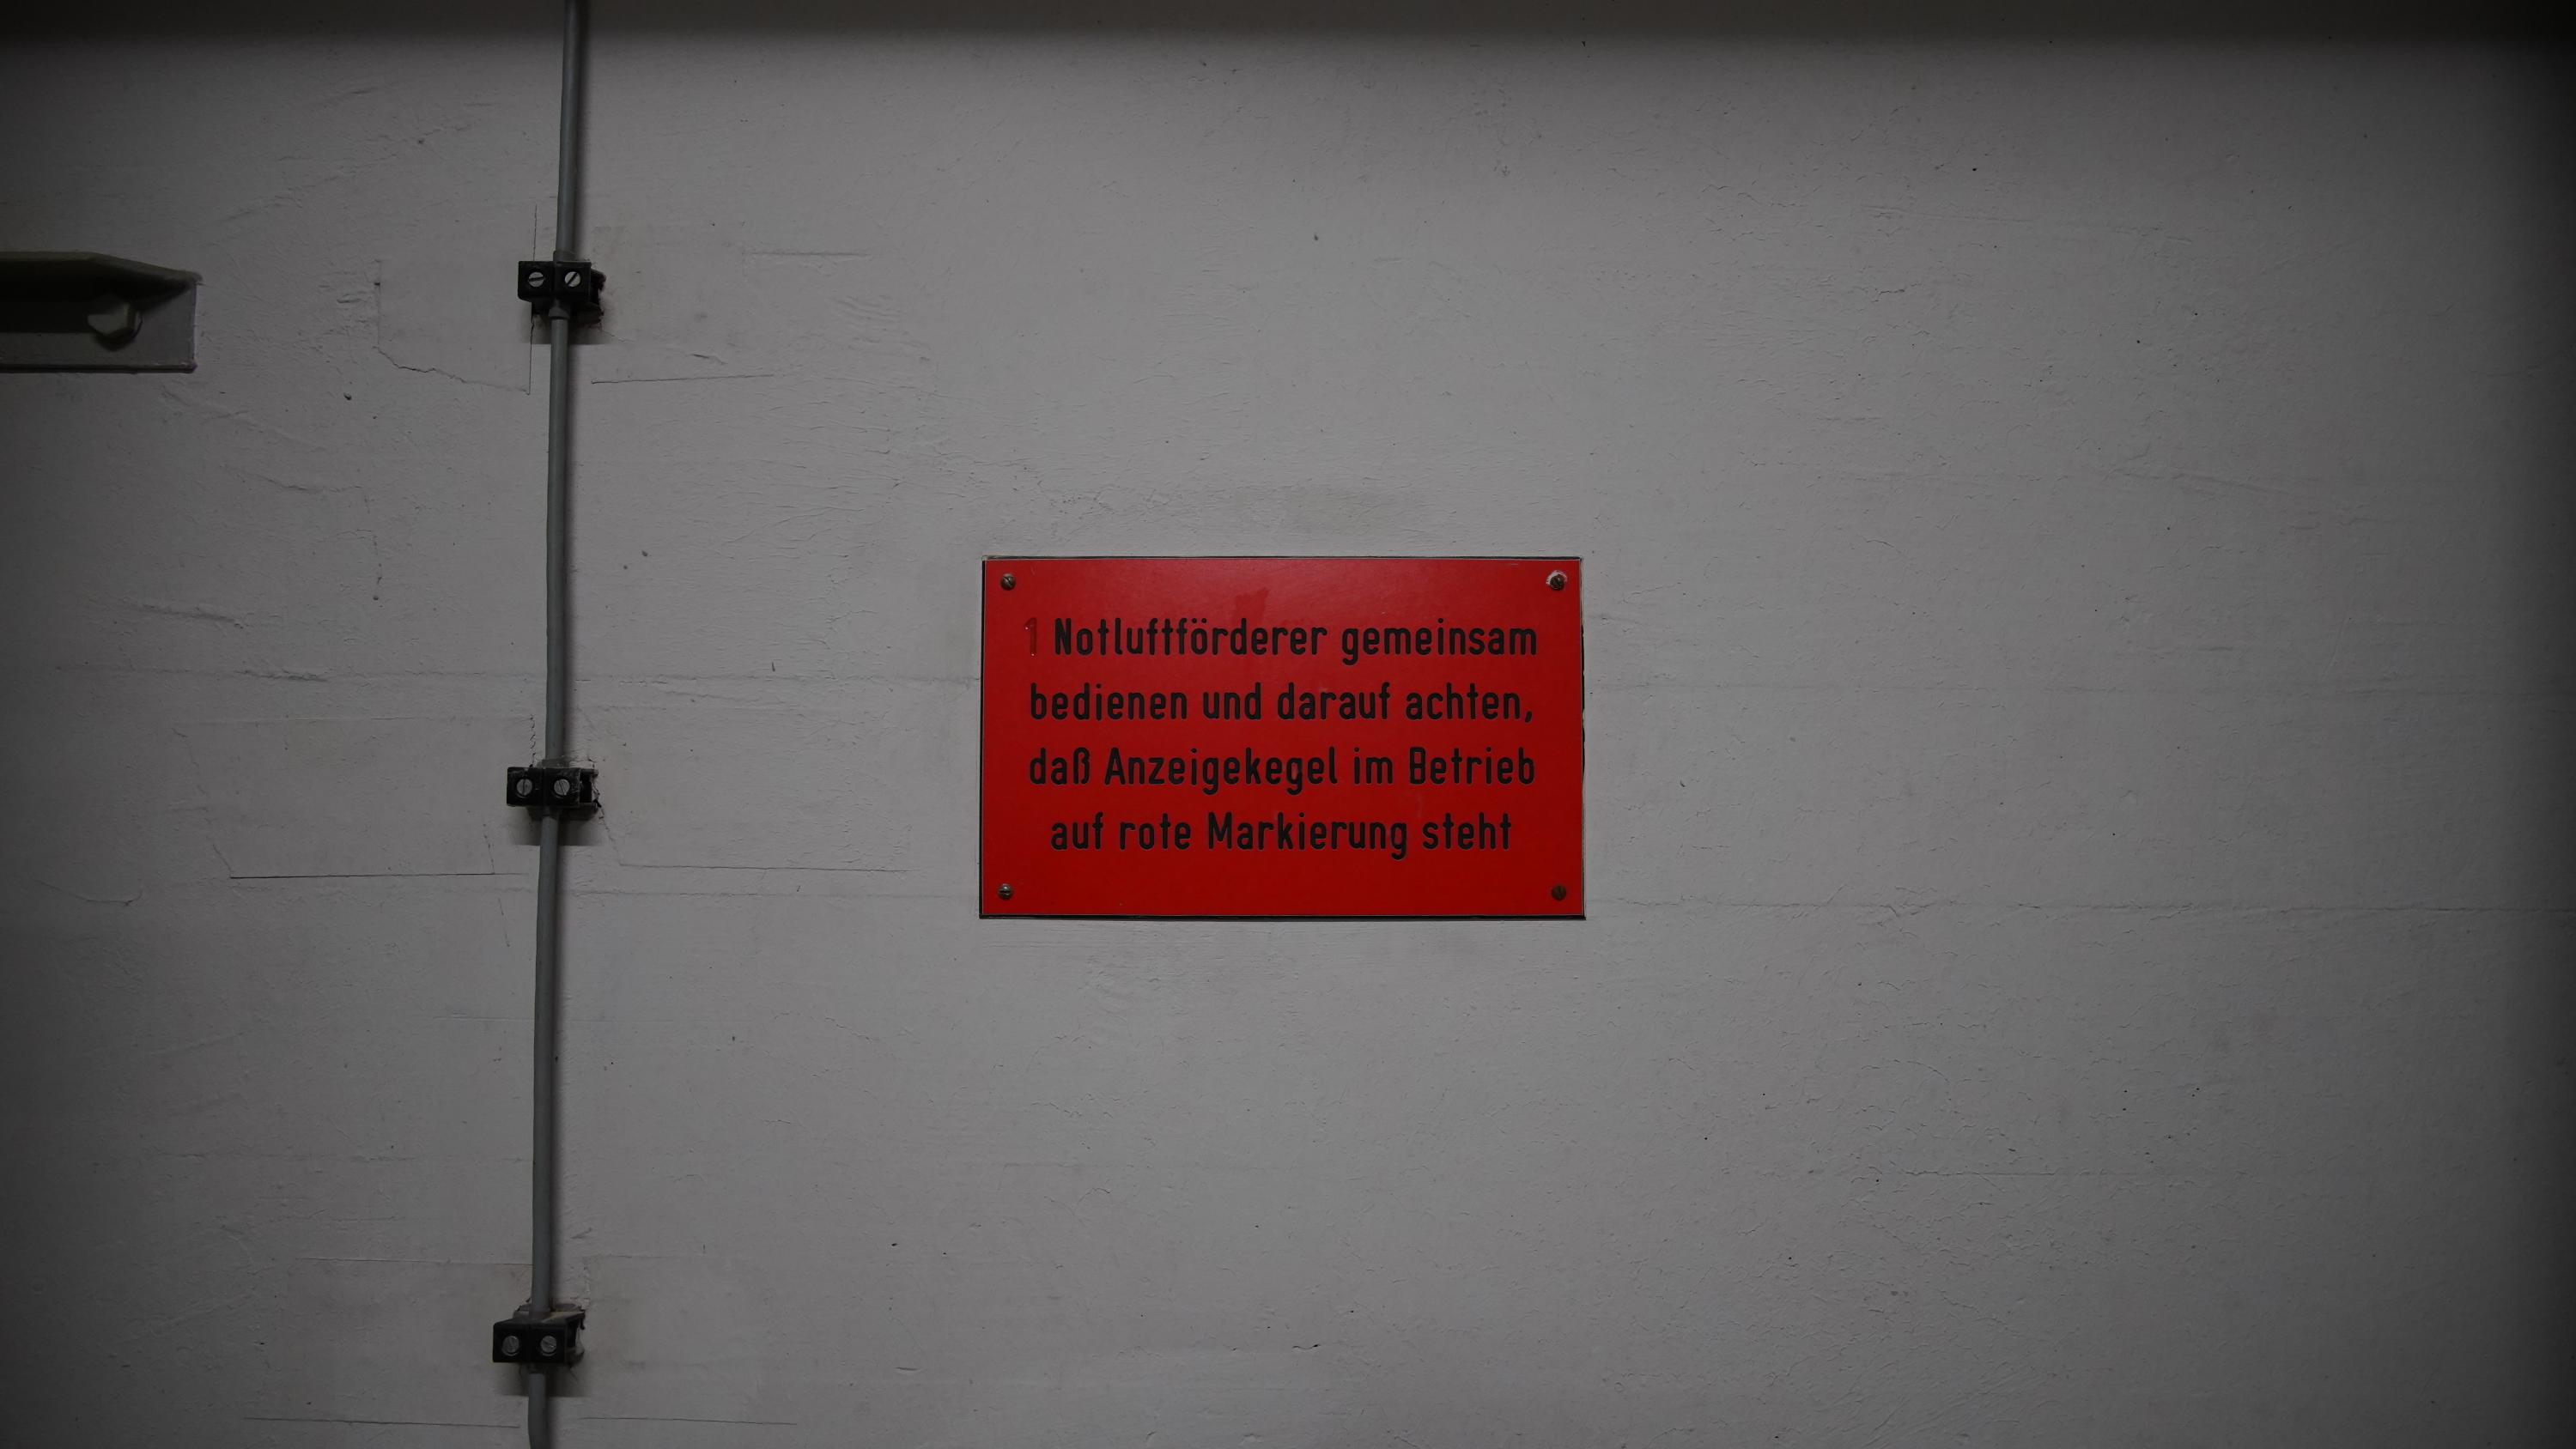 1 Notluftförderer gemeinsam
bedienen und darauf achten,
daß Anzeigekegel im Betrieb
auf rote Markierung steht